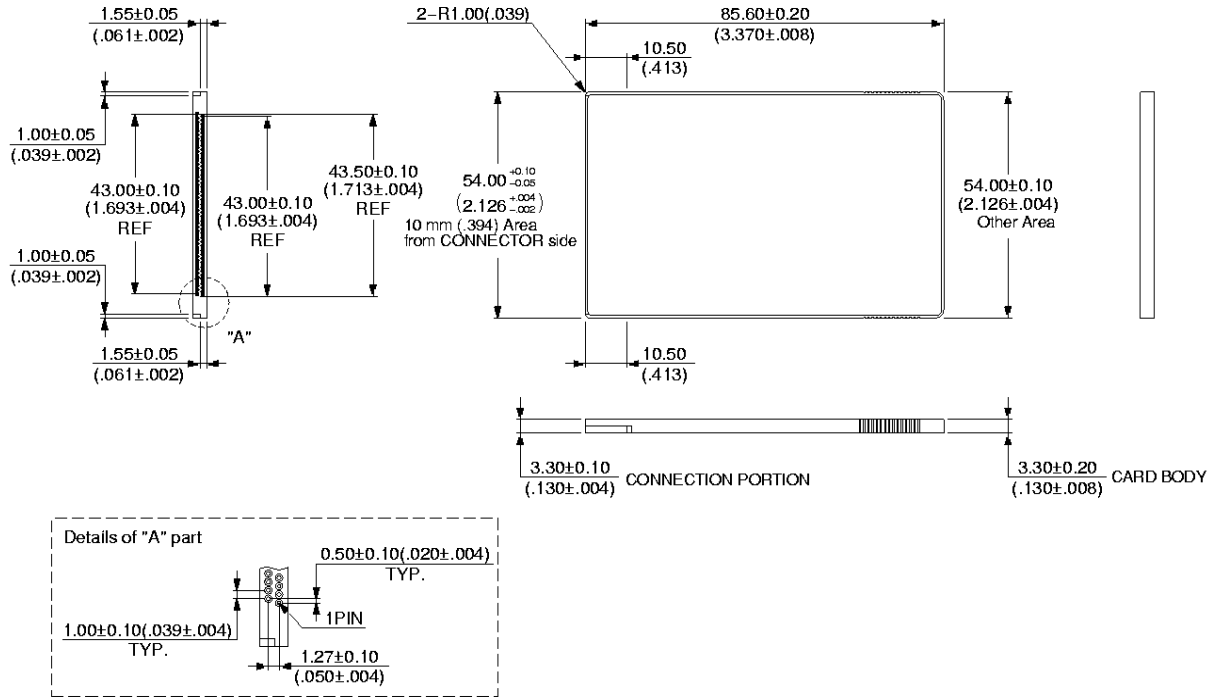 1.55±0.05
(.061±.002)
2-R1.00(.039)
85.60±0.20
(3.370±.008)
10.50
(.413)
1.00±0.05
(.039±.002)
43.00±0.10
(1.693±.004)
REF
43.00±0.10
(1.693±.004)
REF
43.50±0.10
(1.713±.004)
REF
54.00 +0.10 -0.05
(2.126 +.004 -.002)
10 mm (.394) Area
from CONNECTOR side
54.00±0.10
(2.126±.004)
Other Area
1.00±0.05
(.039±.002)
"A"
1.55±0.05
(.061±.002)
10.50
(.413)
3.30±0.10
(.130±.004)
CONNECTION PORTION
3.30±0.20
(.130±.008)
CARD BODY
Details of "A" part
0.50±0.10(.020±.004)
TYP.
1PIN
1.00±0.10(.039±.004)
TYP.
1.27±0.10
(.050±.004)